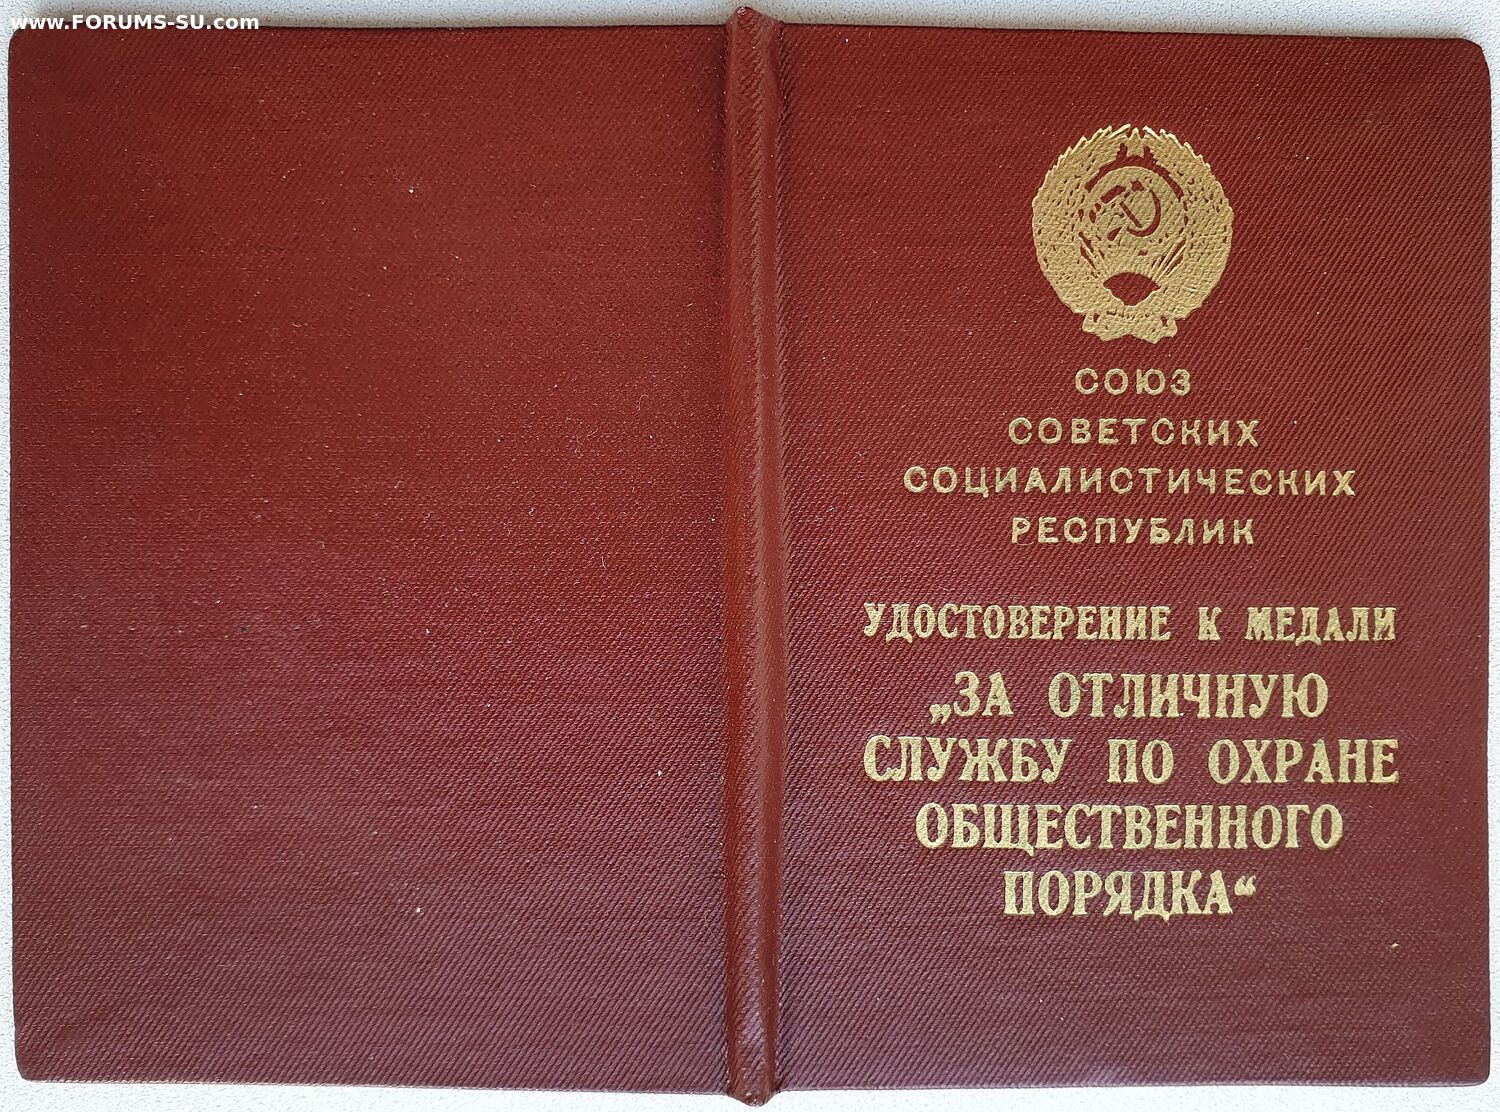 www.FORUMS-SU.com
СОЮЗ
СОВЕТСКИХ
СОЦИАЛИСТИЧЕСКИХ
РЕСПУБЛИК
УДОСТОВЕРЕНИЕ К МЕДАЛИ
„ЗА ОТЛИЧНУЮ
СЛУЖБУ ПО ОХРАНЕ
ОБЩЕСТВЕННОГО
ПОРЯДКА“